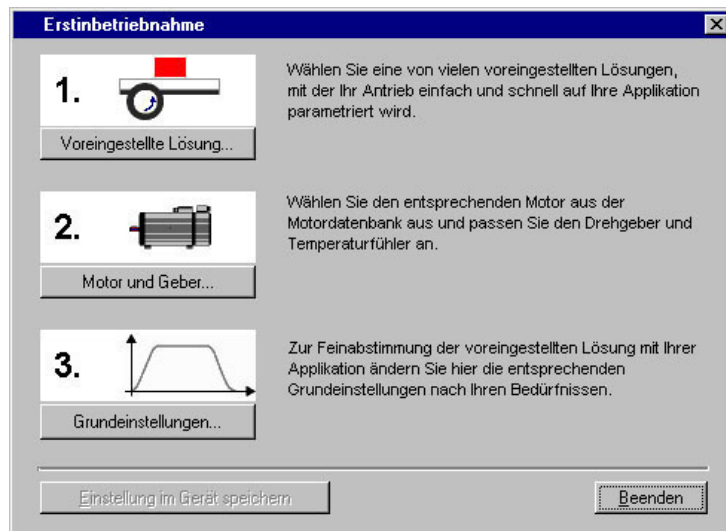 Erstinbetriebnahme
1.
Voreingestellte Lösung...
Wählen Sie eine von vielen voreingestellten Lösungen,
mit der Ihr Antrieb einfach und schnell auf Ihre Applikation
parametriert wird.
2.
Motor und Geber...
Wählen Sie den entsprechenden Motor aus der
Motordatenbank aus und passen Sie den Drehgeber und
Temperaturfühler an.
3.
Grundeinstellungen...
Zur Feinabstimmung der voreingestellten Lösung mit Ihrer
Applikation ändern Sie hier die entsprechenden
Grundeinstellungen nach Ihren Bedürfnissen.
Einstellung im Gerät speichern
Beenden